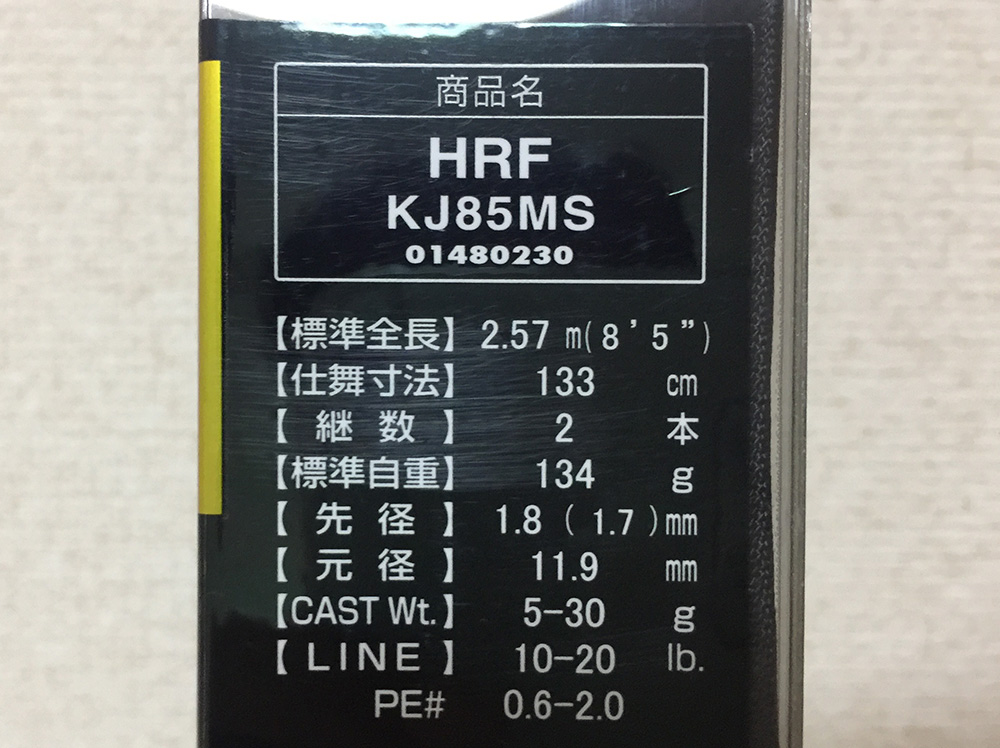 商品名
HRF
KJ85MS
01480230
【標準全長】 2.57 m(8’5”)
【仕舞寸法】 133 cm
【継数】 2 本
【標準自重】 134 g
【先径】 1.8(1.7)mm
【元径】 11.9 mm
【CAST Wt.】 5-30 g
【LINE】 10-20 lb.
PE# 0.6-2.0